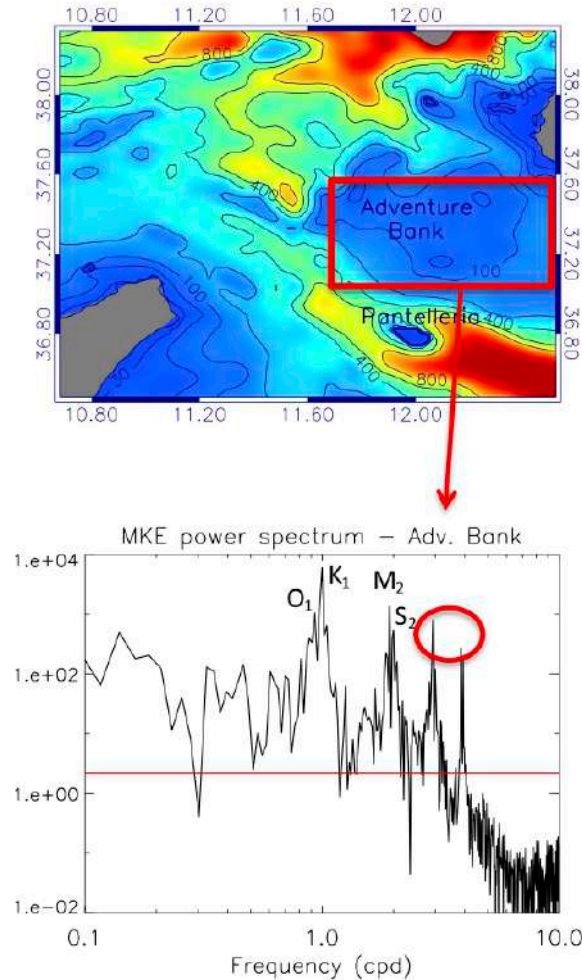 10.80 11.20 11.60 12.00
38.00
38.00
37.60
37.60
37.20
37.20
36.80
36.80
800
800
400
Adventure
Bank
100
100
Pantelleria
400
400
800
30
10.80 11.20 11.60 12.00
MKE power spectrum – Adv. Bank
1.e+04
K1
O1
M2
S2
1.e+02
1.e+00
1.e−02
0.1 1.0 10.0
Frequency (cpd)